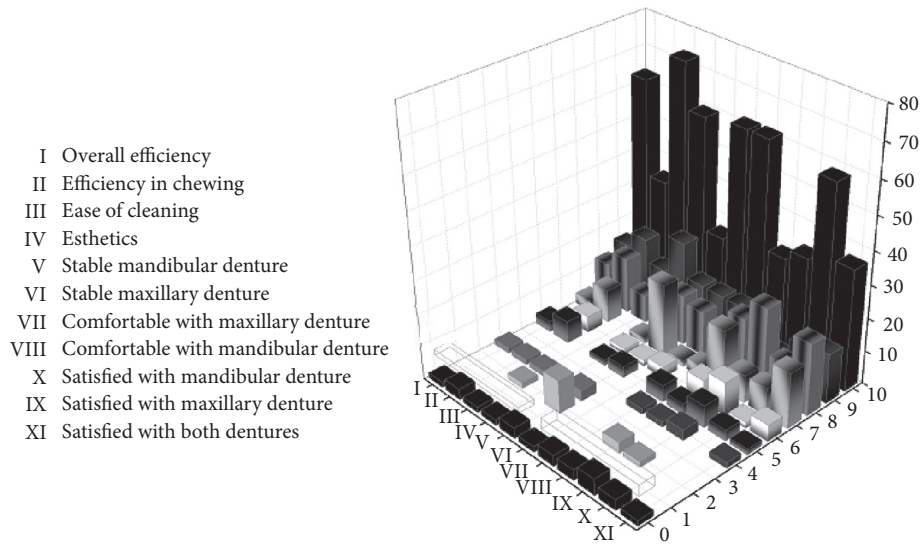 I Overall efficiency
II Efficiency in chewing
III Ease of cleaning
IV Esthetics
V Stable mandibular denture
VI Stable maxillary denture
VII Comfortable with maxillary denture
VIII Comfortable with mandibular denture
X Satisfied with mandibular denture
IX Satisfied with maxillary denture
XI Satisfied with both dentures
80
70
60
50
40
30
20
10
I
II
III
IV
V
VI
VII
VIII
IX
X
XI
0
1
2
3
4
5
6
7
8
9
10